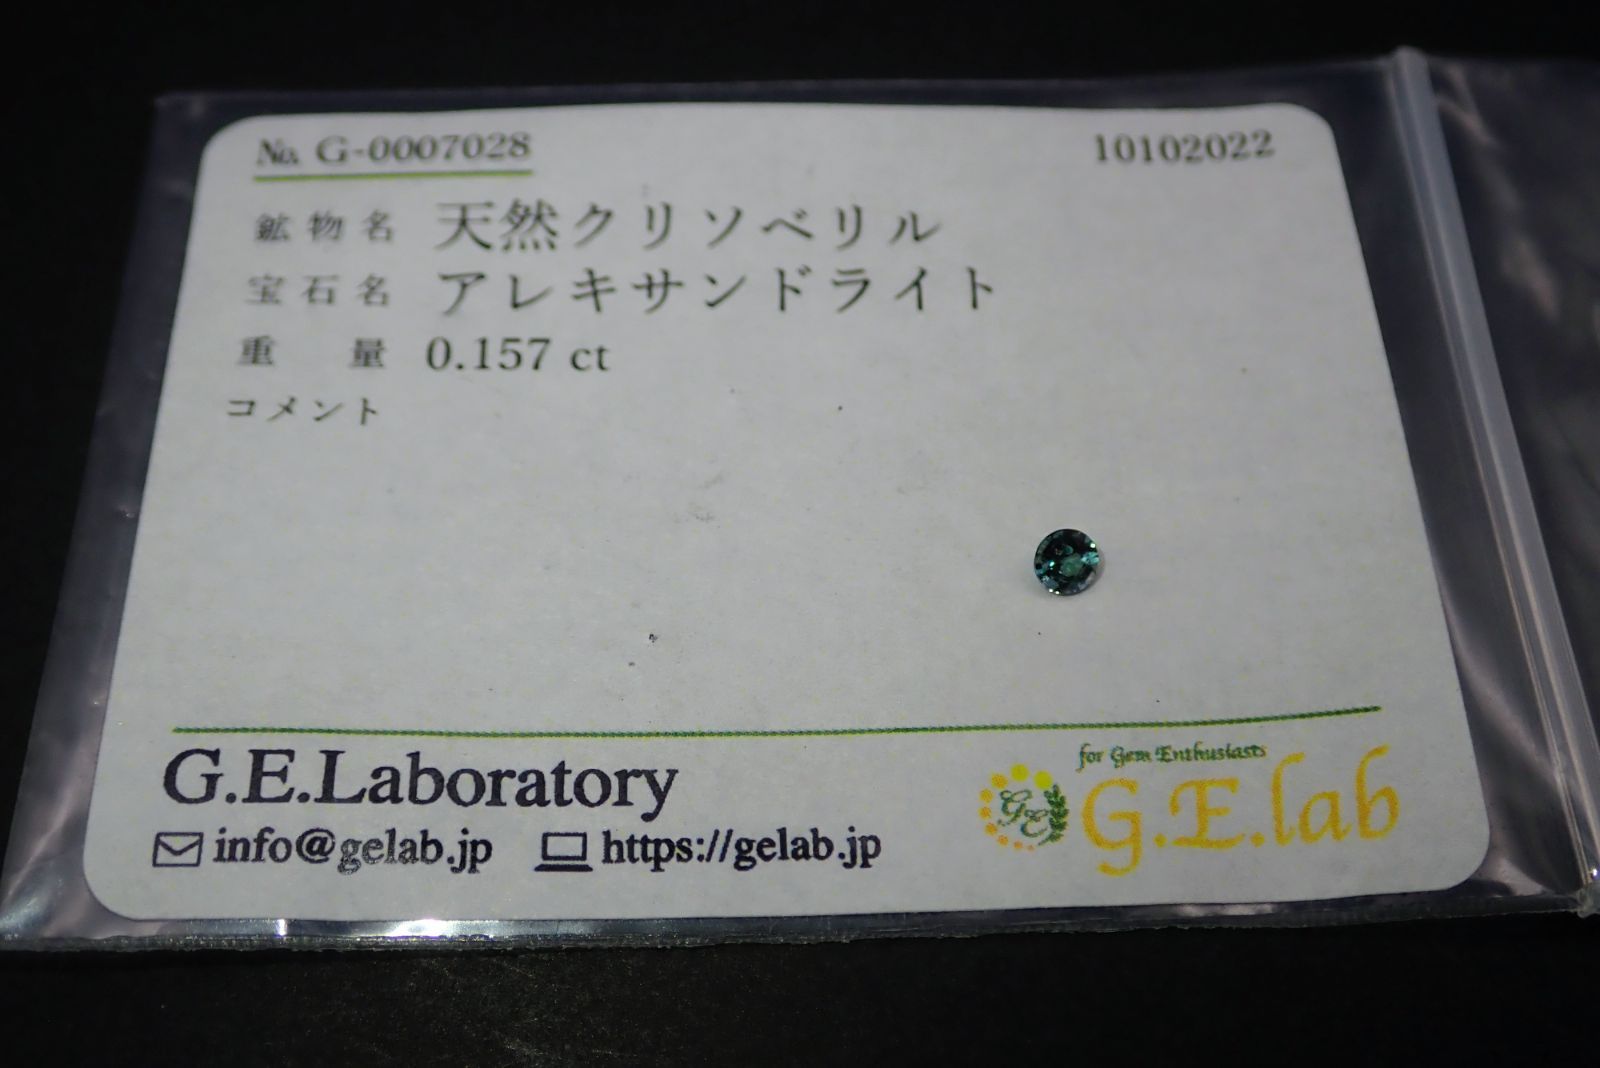 No. G-0007028 10102022
鉱物名 天然クリソベリル
宝石名 アレキサンドライト
重量 0.157 ct
コメント
G.E.Laboratory
info@gelab.jp https://gelab.jp
for Gem Enthusiasts
GE G.E.lab